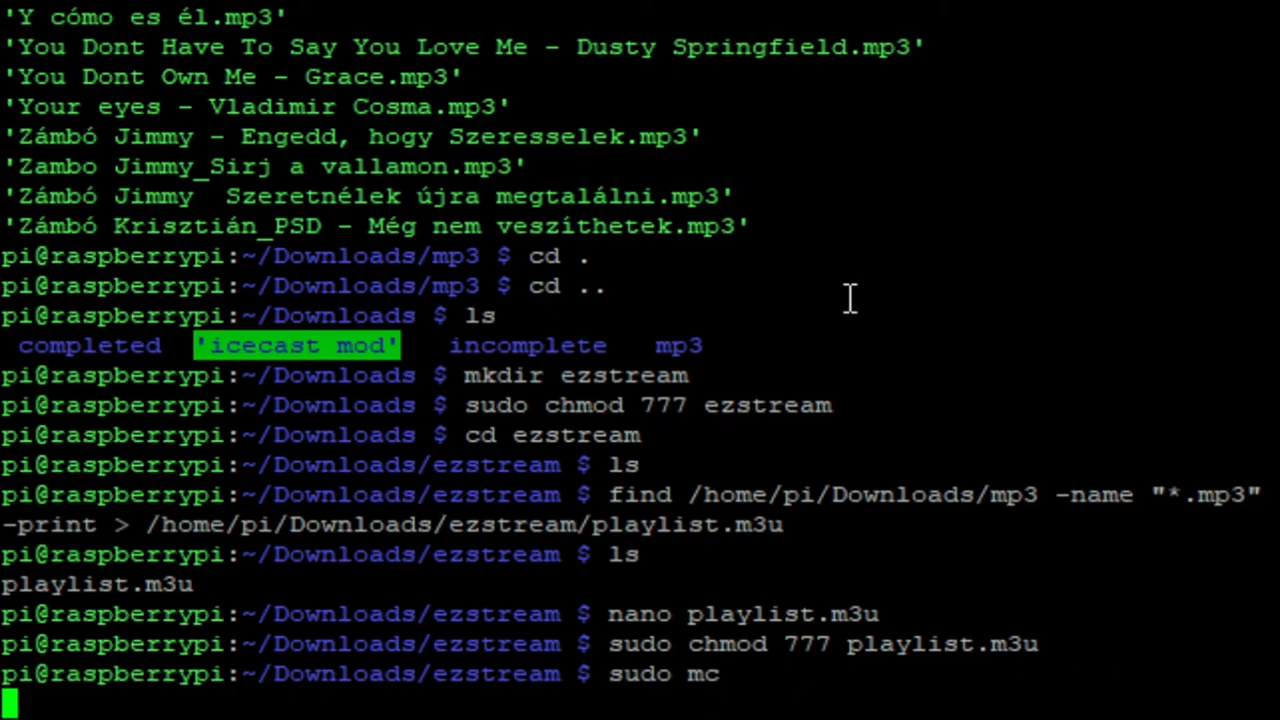 'Y cómo es él.mp3'
'You Dont Have To Say You Love Me - Dusty Springfield.mp3'
'You Dont Own Me - Grace.mp3'
'Your eyes - Vladimir Cosma.mp3'
'Zámbó Jimmy - Engedd, hogy Szeresselek.mp3'
'Zambo Jimmy_Sirj a vallamon.mp3'
'Zámbó Jimmy  Szeretnélek újra megtalálni.mp3'
'Zámbó Krisztián_PSD - Még nem veszíthetek.mp3'
pi@raspberrypi:~/Downloads/mp3 $ cd .
pi@raspberrypi:~/Downloads/mp3 $ cd ..
pi@raspberrypi:~/Downloads $ ls
completed  'icecast mod'   incomplete   mp3
pi@raspberrypi:~/Downloads $ mkdir ezstream
pi@raspberrypi:~/Downloads $ sudo chmod 777 ezstream
pi@raspberrypi:~/Downloads $ cd ezstream
pi@raspberrypi:~/Downloads/ezstream $ ls
pi@raspberrypi:~/Downloads/ezstream $ find /home/pi/Downloads/mp3 -name "*.mp3"
-print > /home/pi/Downloads/ezstream/playlist.m3u
pi@raspberrypi:~/Downloads/ezstream $ ls
playlist.m3u
pi@raspberrypi:~/Downloads/ezstream $ nano playlist.m3u
pi@raspberrypi:~/Downloads/ezstream $ sudo chmod 777 playlist.m3u
pi@raspberrypi:~/Downloads/ezstream $ sudo mc